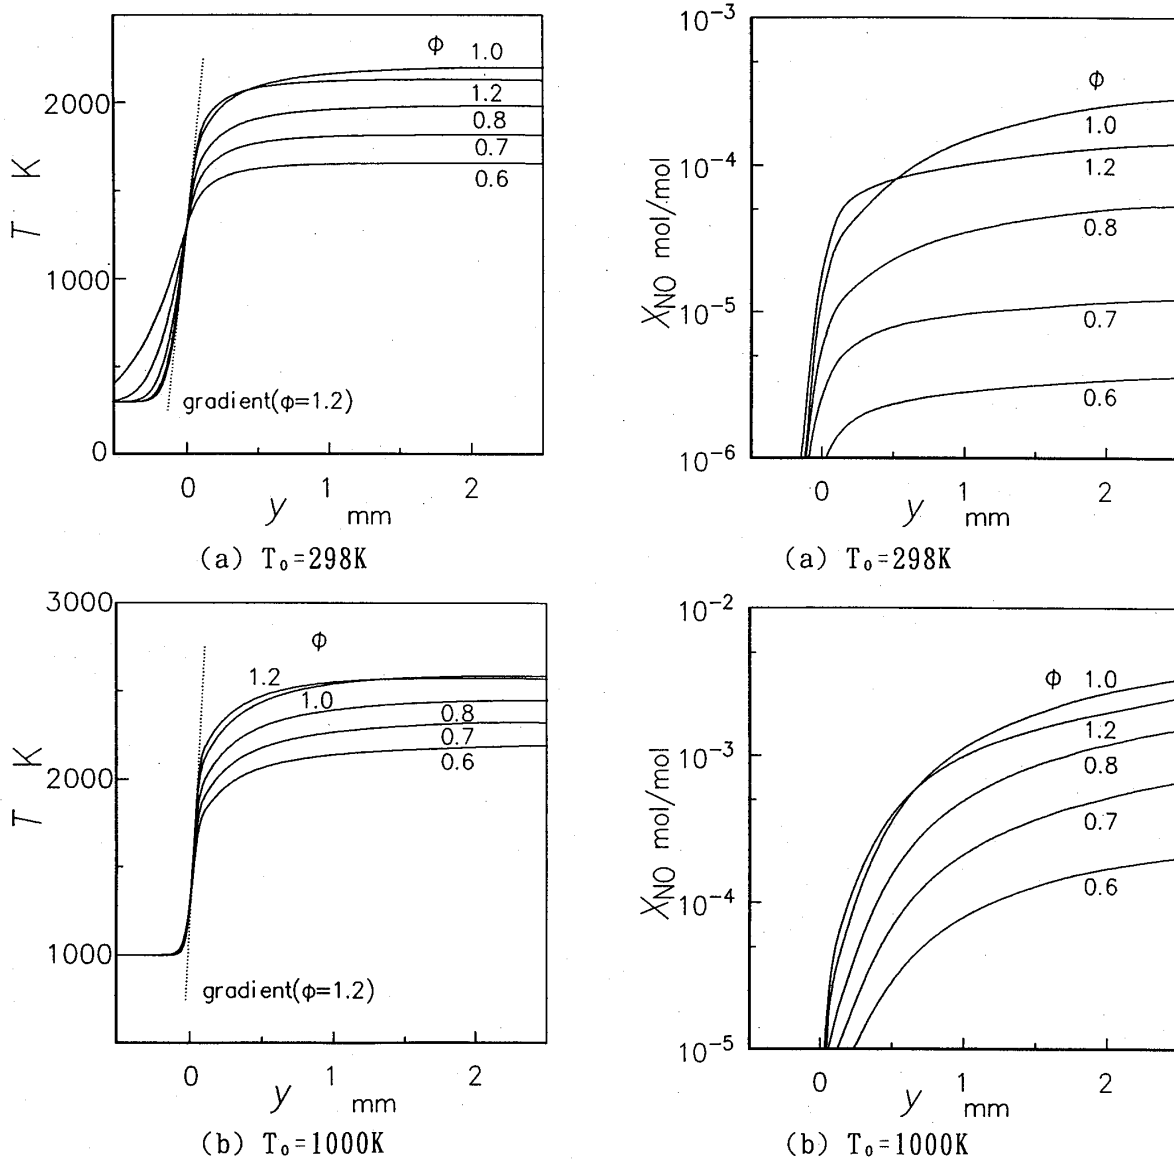 ϕ 1.0
2000
1.2
0.8
0.7
0.6
T K
1000
gradient(ϕ=1.2)
0
0 1 2
y mm
(a) T₀=298K
10⁻³
ϕ
1.0
10⁻⁴
1.2
0.8
X_NO mol/mol
10⁻⁵
0.7
0.6
10⁻⁶
0 1 2
y mm
(a) T₀=298K
3000
ϕ
1.2
1.0
0.8
0.7
0.6
2000
T K
1000
gradient(ϕ=1.2)
0 1 2
y mm
(b) T₀=1000K
10⁻²
ϕ 1.0
1.2
10⁻³
0.8
0.7
X_NO mol/mol
10⁻⁴
0.6
10⁻⁵
0 1 2
y mm
(b) T₀=1000K